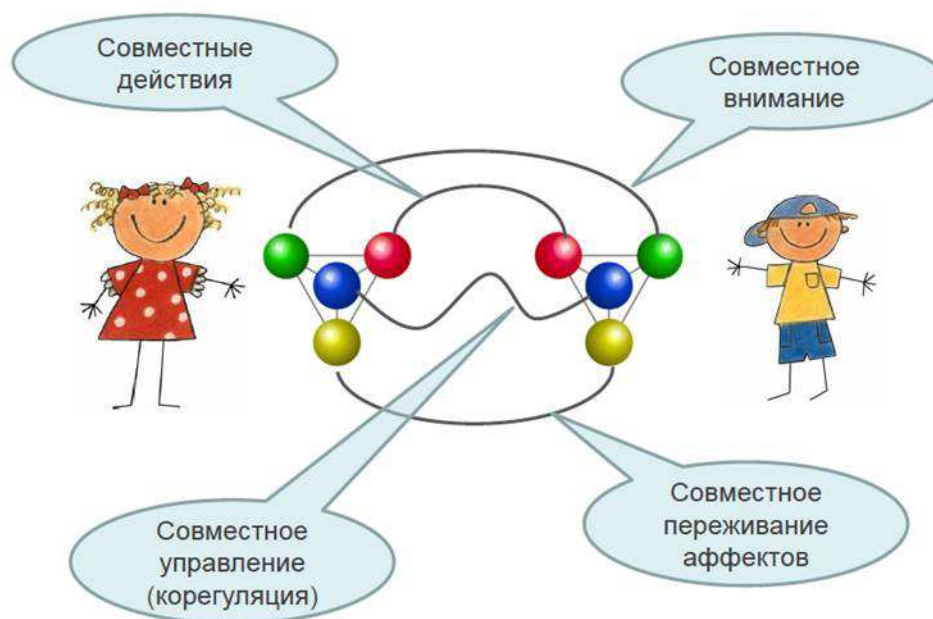 Совместные
действия
Совместное
внимание
Совместное
управление
(корегуляция)
Совместное
переживание
аффектов